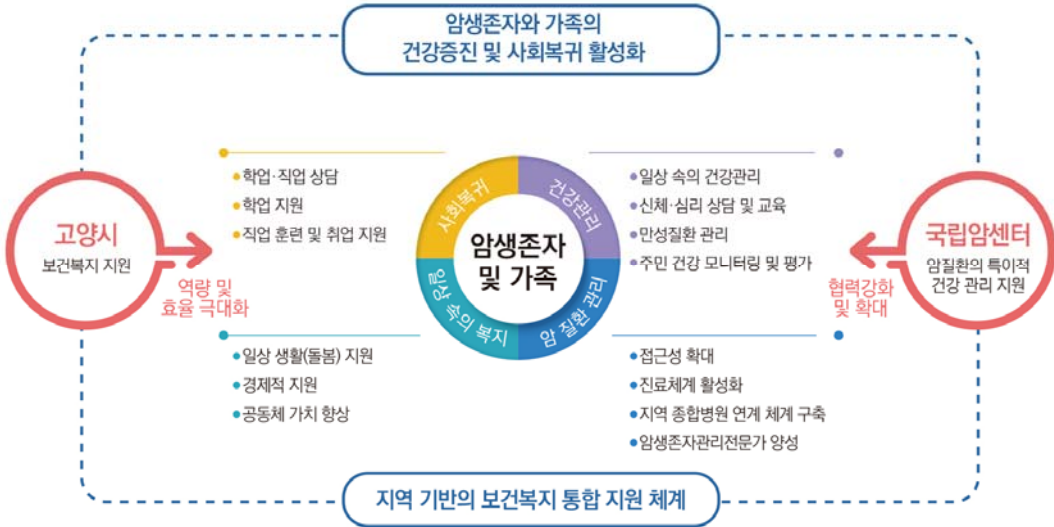 암생존자와 가족의
건강증진 및 사회복귀 활성화
고양시
보건복지 지원
역량 및
효율 극대화
학업·직업 상담
학업 지원
직업 훈련 및 취업 지원
사회복귀
건강관리
일상 속의 복지
암 질환 관리
암생존자
및 가족
일상 속의 건강관리
신체·심리 상담 및 교육
만성질환 관리
주민 건강 모니터링 및 평가
국립암센터
암질환의 특이적
건강 관리 지원
협력강화
및 확대
일상 생활(돌봄) 지원
경제적 지원
공동체 가치 향상
접근성 확대
진료체계 활성화
지역 종합병원 연계 체계 구축
암생존자관리전문가 양성
지역 기반의 보건복지 통합 지원 체계